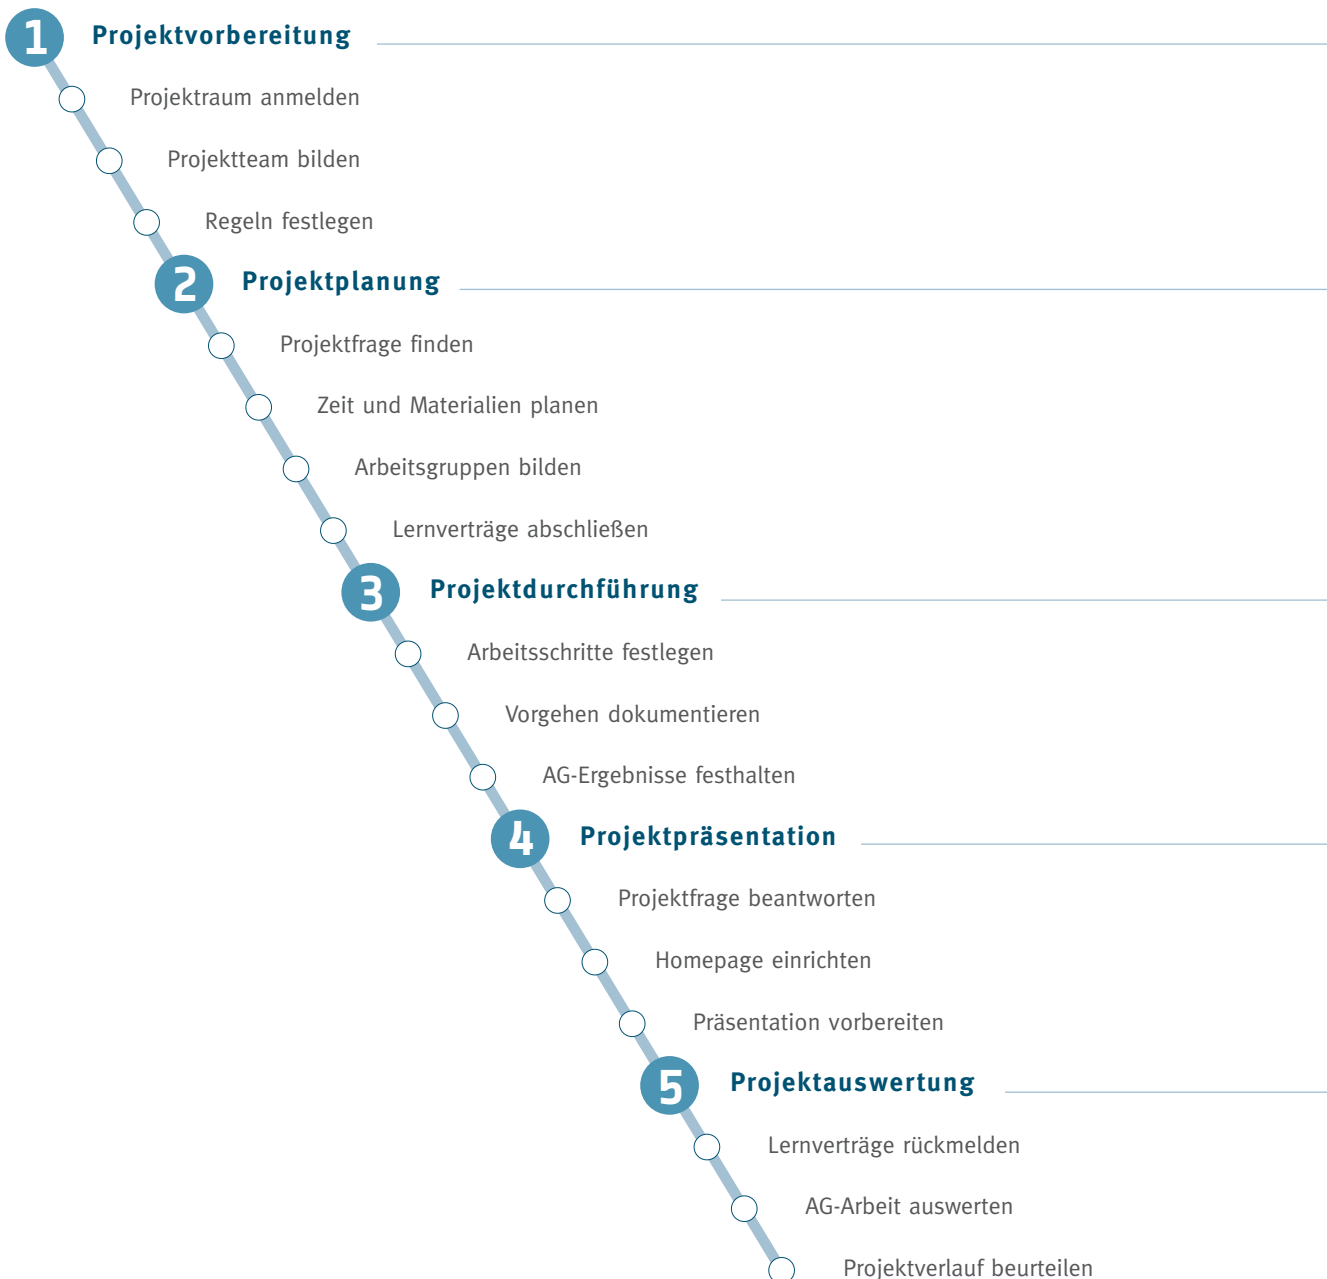 1 Projektvorbereitung
Projektraum anmelden
Projektteam bilden
Regeln festlegen
2 Projektplanung
Projektfrage finden
Zeit und Materialien planen
Arbeitsgruppen bilden
Lernverträge abschließen
3 Projektdurchführung
Arbeitsschritte festlegen
Vorgehen dokumentieren
AG-Ergebnisse festhalten
4 Projektpräsentation
Projektfrage beantworten
Homepage einrichten
Präsentation vorbereiten
5 Projektauswertung
Lernverträge rückmelden
AG-Arbeit auswerten
Projektverlauf beurteilen